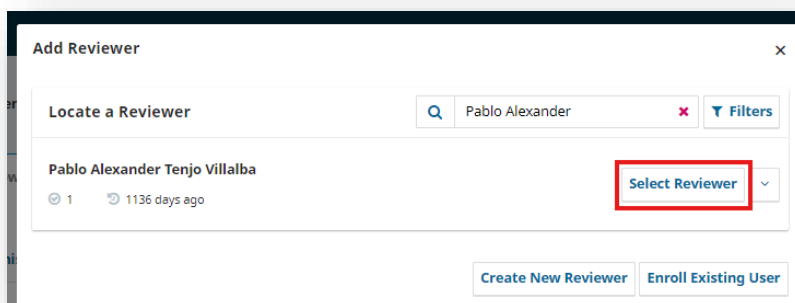 Add Reviewer
Locate a Reviewer
Pablo Alexander
Filters
Pablo Alexander Tenjo Villalba
Select Reviewer
1 1136 days ago
Create New Reviewer Enroll Existing User